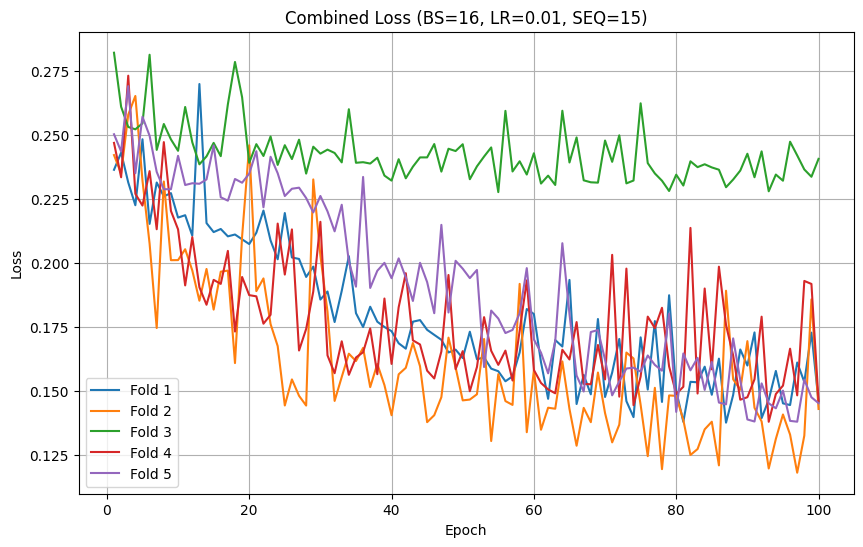 Combined Loss (BS=16, LR=0.01, SEQ=15)
Loss
0.275
0.250
0.225
0.200
0.175
0.150
0.125
Fold 1
Fold 2
Fold 3
Fold 4
Fold 5
0 20 40 60 80 100
Epoch